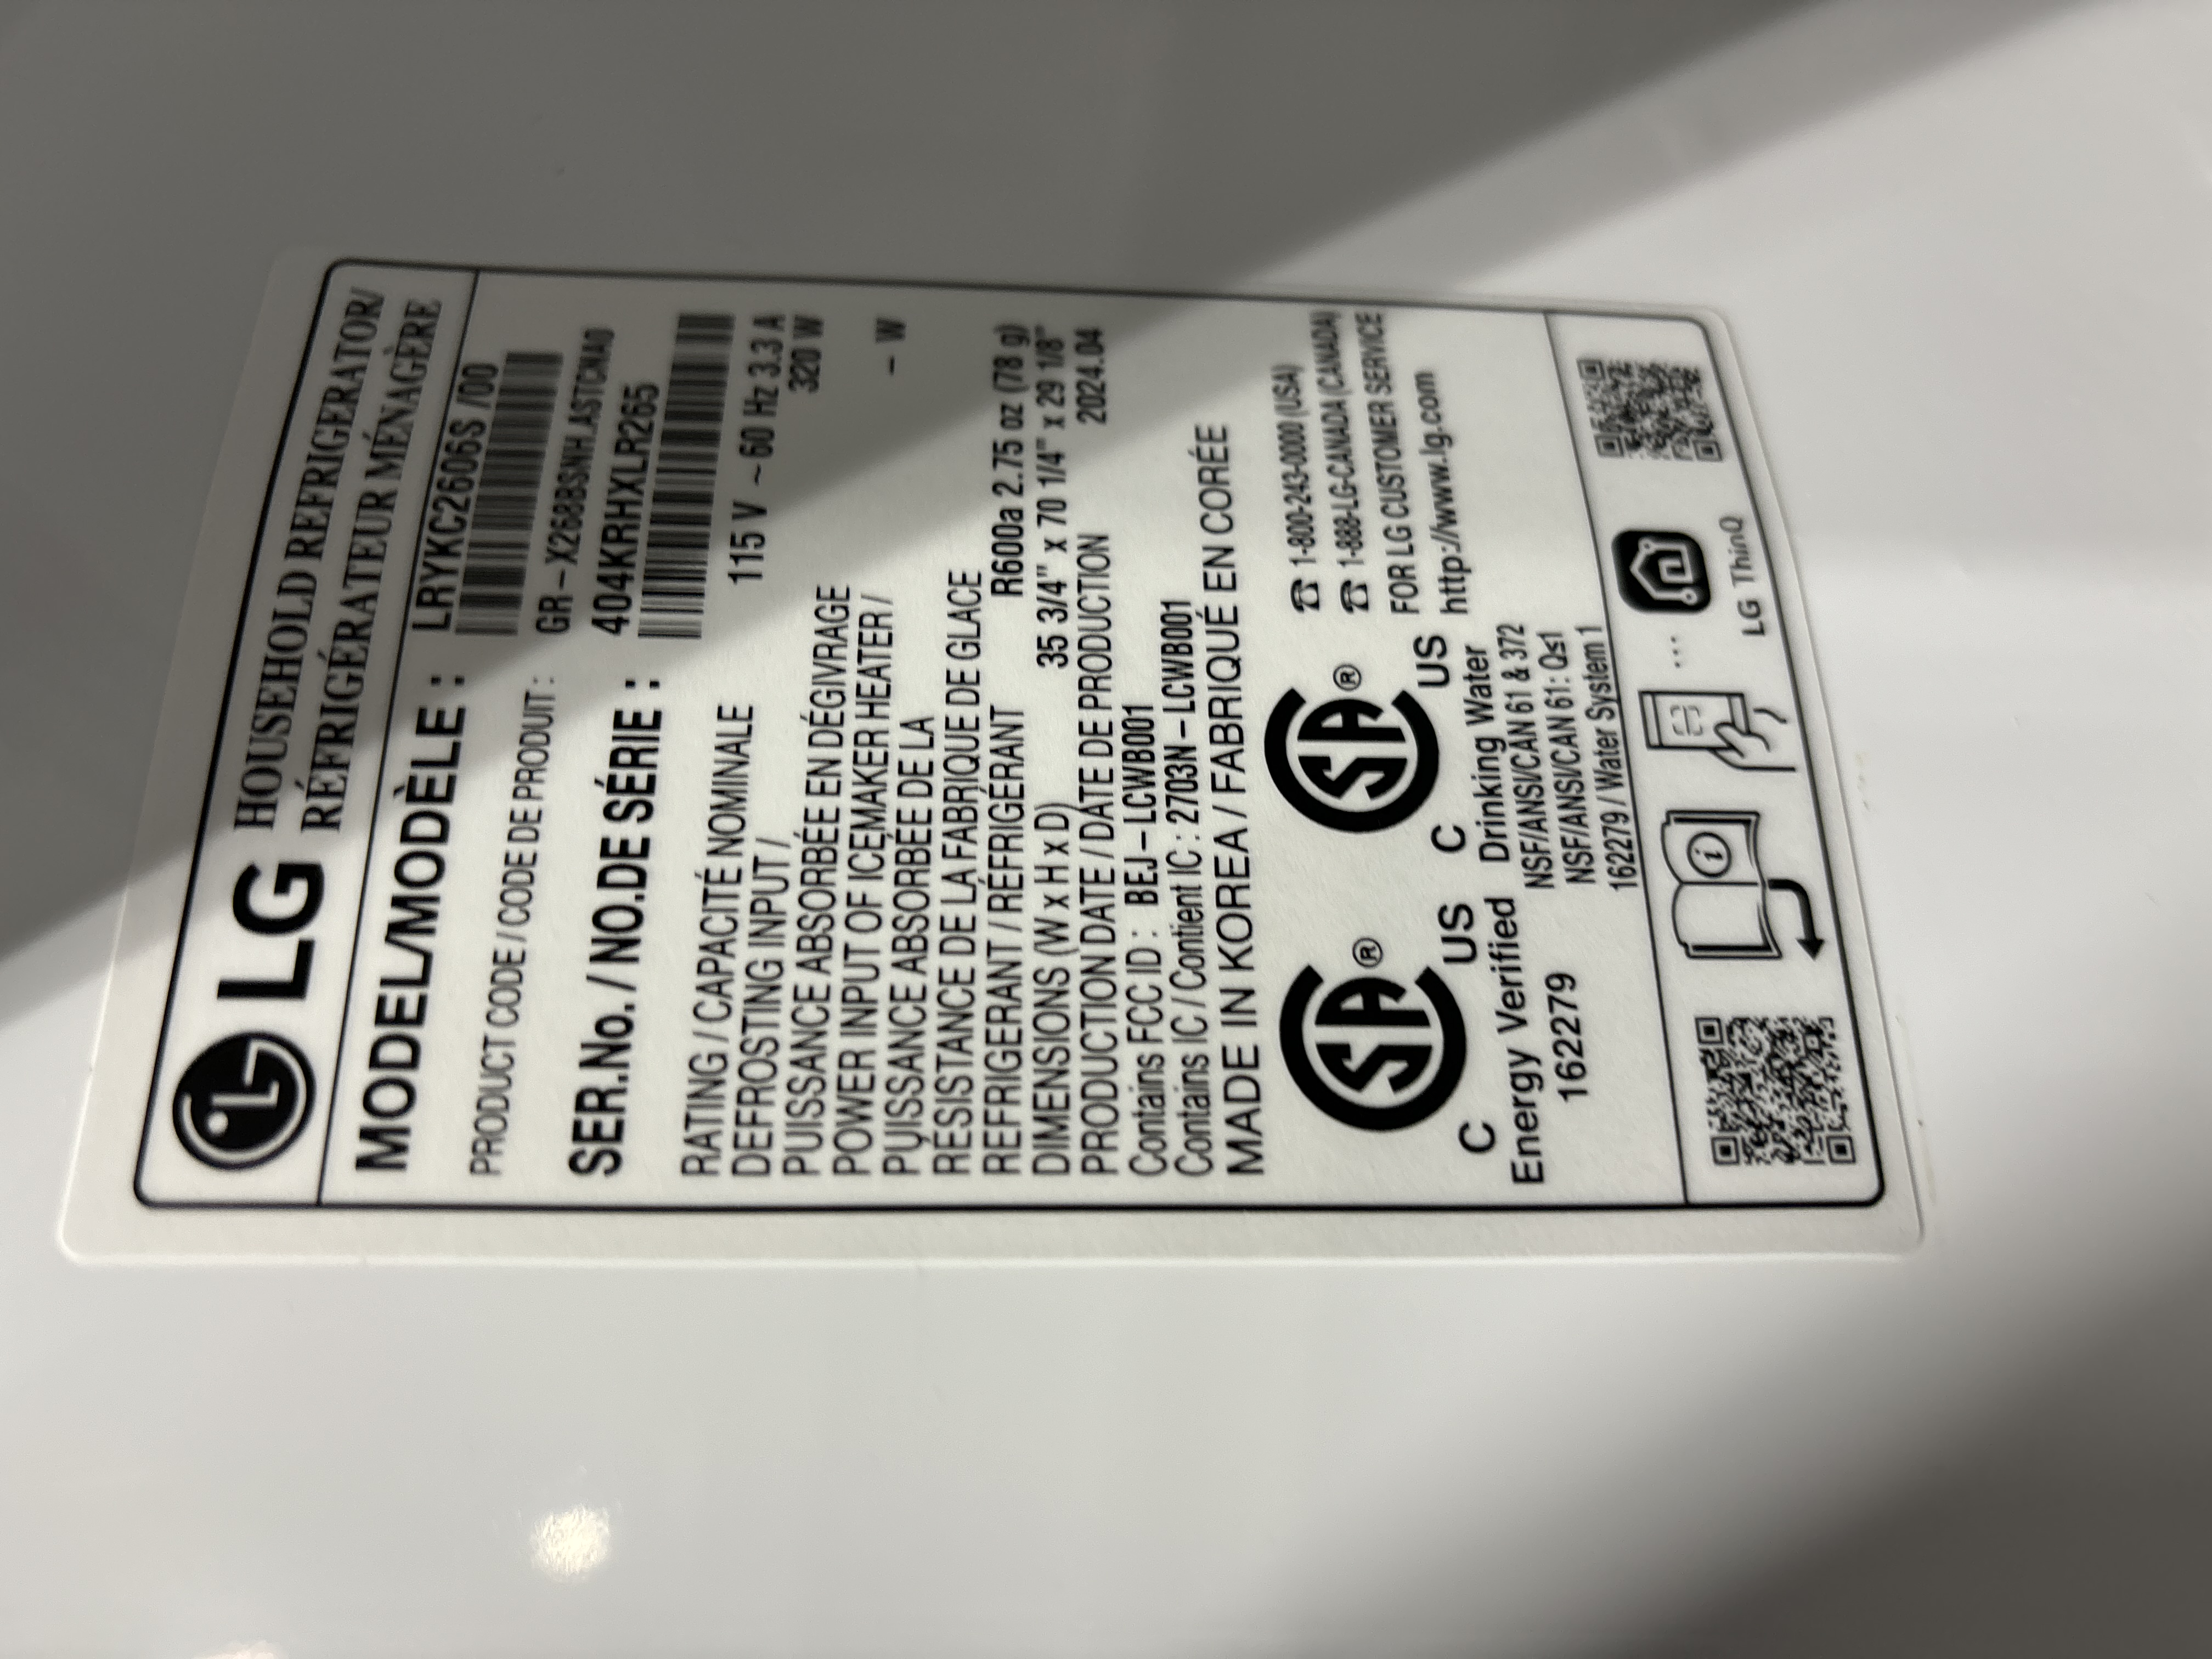 LG HOUSEHOLD REFRIGERATOR/
RÉFRIGÉRATEUR MÉNAGÈRE
MODEL/MODÈLE : LRYKC2606S /00
PRODUCT CODE / CODE DE PRODUIT : GR-X268BSNH.ASTCNA0
SER.No. / NO.DE SÉRIE : 404KRHXLR265
RATING / CAPACITÉ NOMINALE 115 V ~ 60 Hz 3.3 A
DEFROSTING INPUT / 320 W
PUISSANCE ABSORBÉE EN DÉGIVRAGE
POWER INPUT OF ICEMAKER HEATER / – W
PUISSANCE ABSORBÉE DE LA
RÉSISTANCE DE LA FABRIQUE DE GLACE
REFRIGERANT / RÉFRIGÉRANT R600a 2.75 oz (78 g)
DIMENSIONS (W x H x D) 35 3/4" x 70 1/4" x 29 1/8"
PRODUCTION DATE / DATE DE PRODUCTION 2024.04
Contains FCC ID : BEJ-LCWB001
Contains IC / Contient IC : 2703N-LCWB001
MADE IN KOREA / FABRIQUÉ EN CORÉE
CSA ®
C US
Energy Verified
162279
CSA ®
C US
Drinking Water
NSF/ANSI/CAN 61 & 372
NSF/ANSI/CAN 61: Q≤1
162279 / Water System 1
☎ 1-800-243-0000 (USA)
☎ 1-888-LG-CANADA (CANADA)
FOR LG CUSTOMER SERVICE
http://www.lg.com
i
...
LG ThinQ